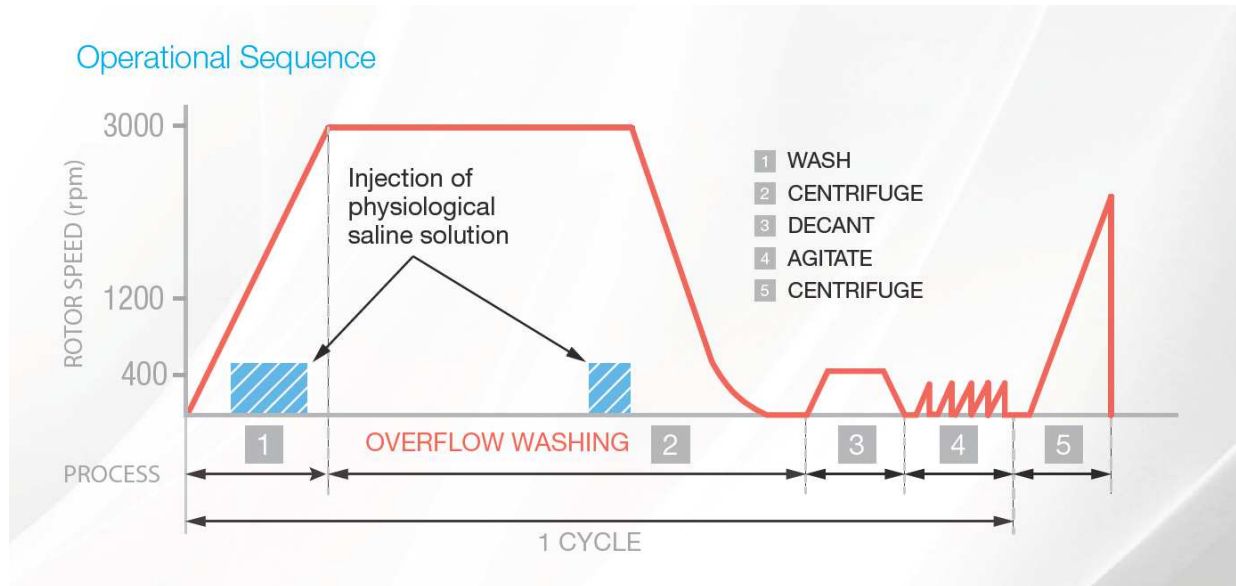 Operational Sequence
3000
1200
400
ROTOR SPEED (rpm)
Injection of
physiological
saline solution
1 WASH
2 CENTRIFUGE
3 DECANT
4 AGITATE
5 CENTRIFUGE
1
OVERFLOW WASHING 2
3
4
5
PROCESS
1 CYCLE